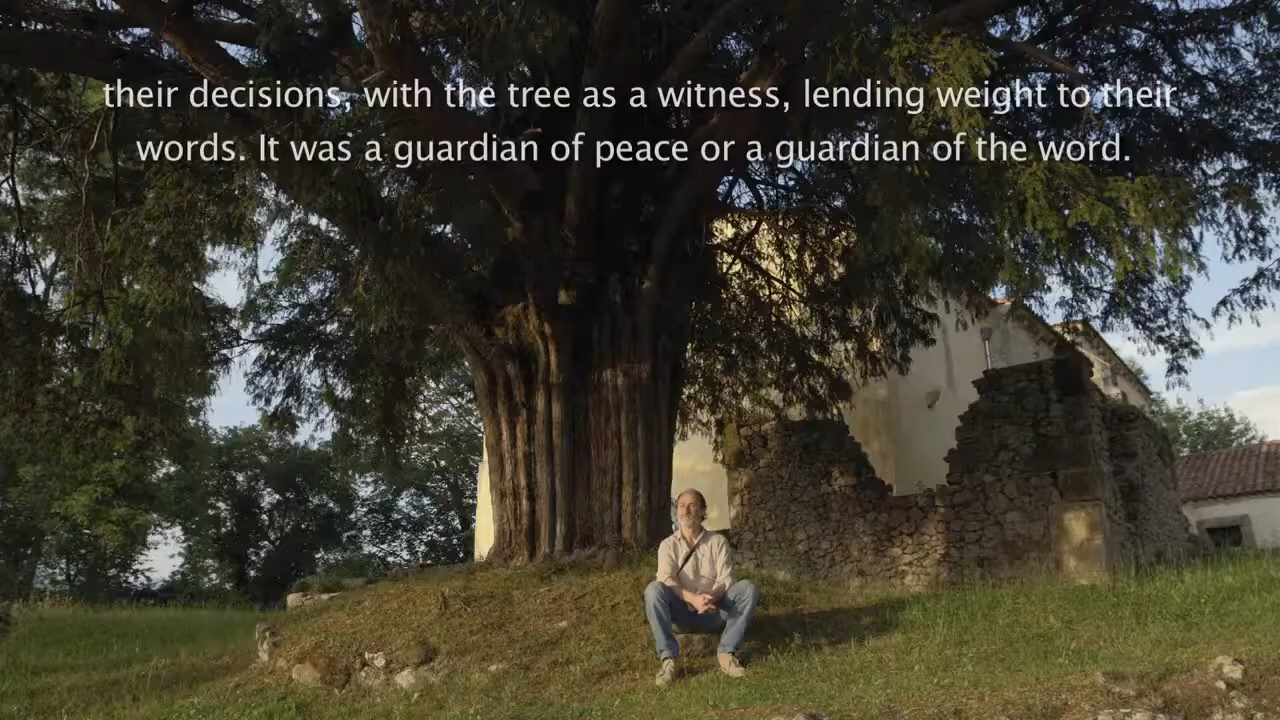 their decisions, with the tree as a witness, lending weight to their
words. It was a guardian of peace or a guardian of the word.